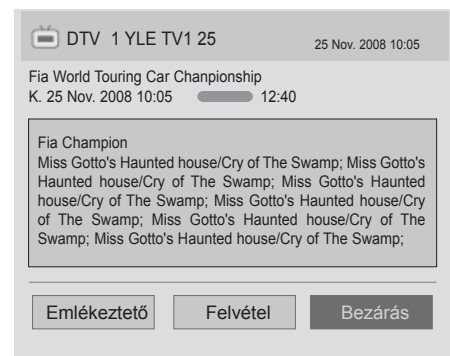 DTV 1 YLE TV1 25 25 Nov. 2008 10:05
Fia World Touring Car Chanpionship
K. 25 Nov. 2008 10:05 12:40
Fia Champion
Miss Gotto's Haunted house/Cry of The Swamp; Miss Gotto's
Haunted house/Cry of The Swamp; Miss Gotto's Haunted
house/Cry of The Swamp; Miss Gotto's Haunted house/Cry
of The Swamp; Miss Gotto's Haunted house/Cry of The
Swamp; Miss Gotto's Haunted house/Cry of The Swamp;
Emlékeztető Felvétel Bezárás